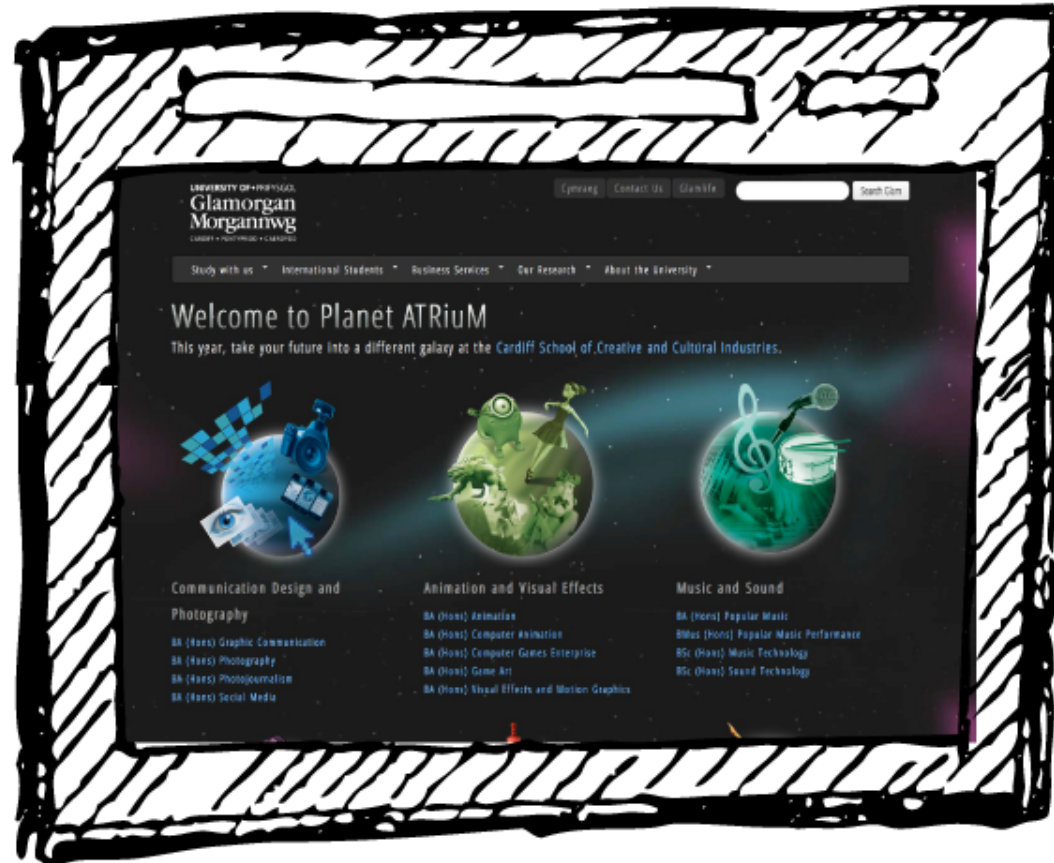 UNIVERSITY OF • PRIFYSGOL
Glamorgan
Morgannwg
CARDIFF • PONTYPRIDD • CAERDYDD
Cymraeg Contact Us Glamlife Search Glam
Study with us International Students Business Services Our Research About the University
Welcome to Planet ATRiuM
This year, take your future into a different galaxy at the Cardiff School of Creative and Cultural Industries.
Communication Design and
Photography
BA (Hons) Graphic Communication
BA (Hons) Photography
BA (Hons) Photojournalism
BA (Hons) Social Media
Animation and Visual Effects
BA (Hons) Animation
BA (Hons) Computer Animation
BA (Hons) Computer Games Enterprise
BA (Hons) Game Art
BA (Hons) Visual Effects and Motion Graphics
Music and Sound
BA (Hons) Popular Music
BMus (Hons) Popular Music Performance
BSc (Hons) Music Technology
BSc (Hons) Sound Technology